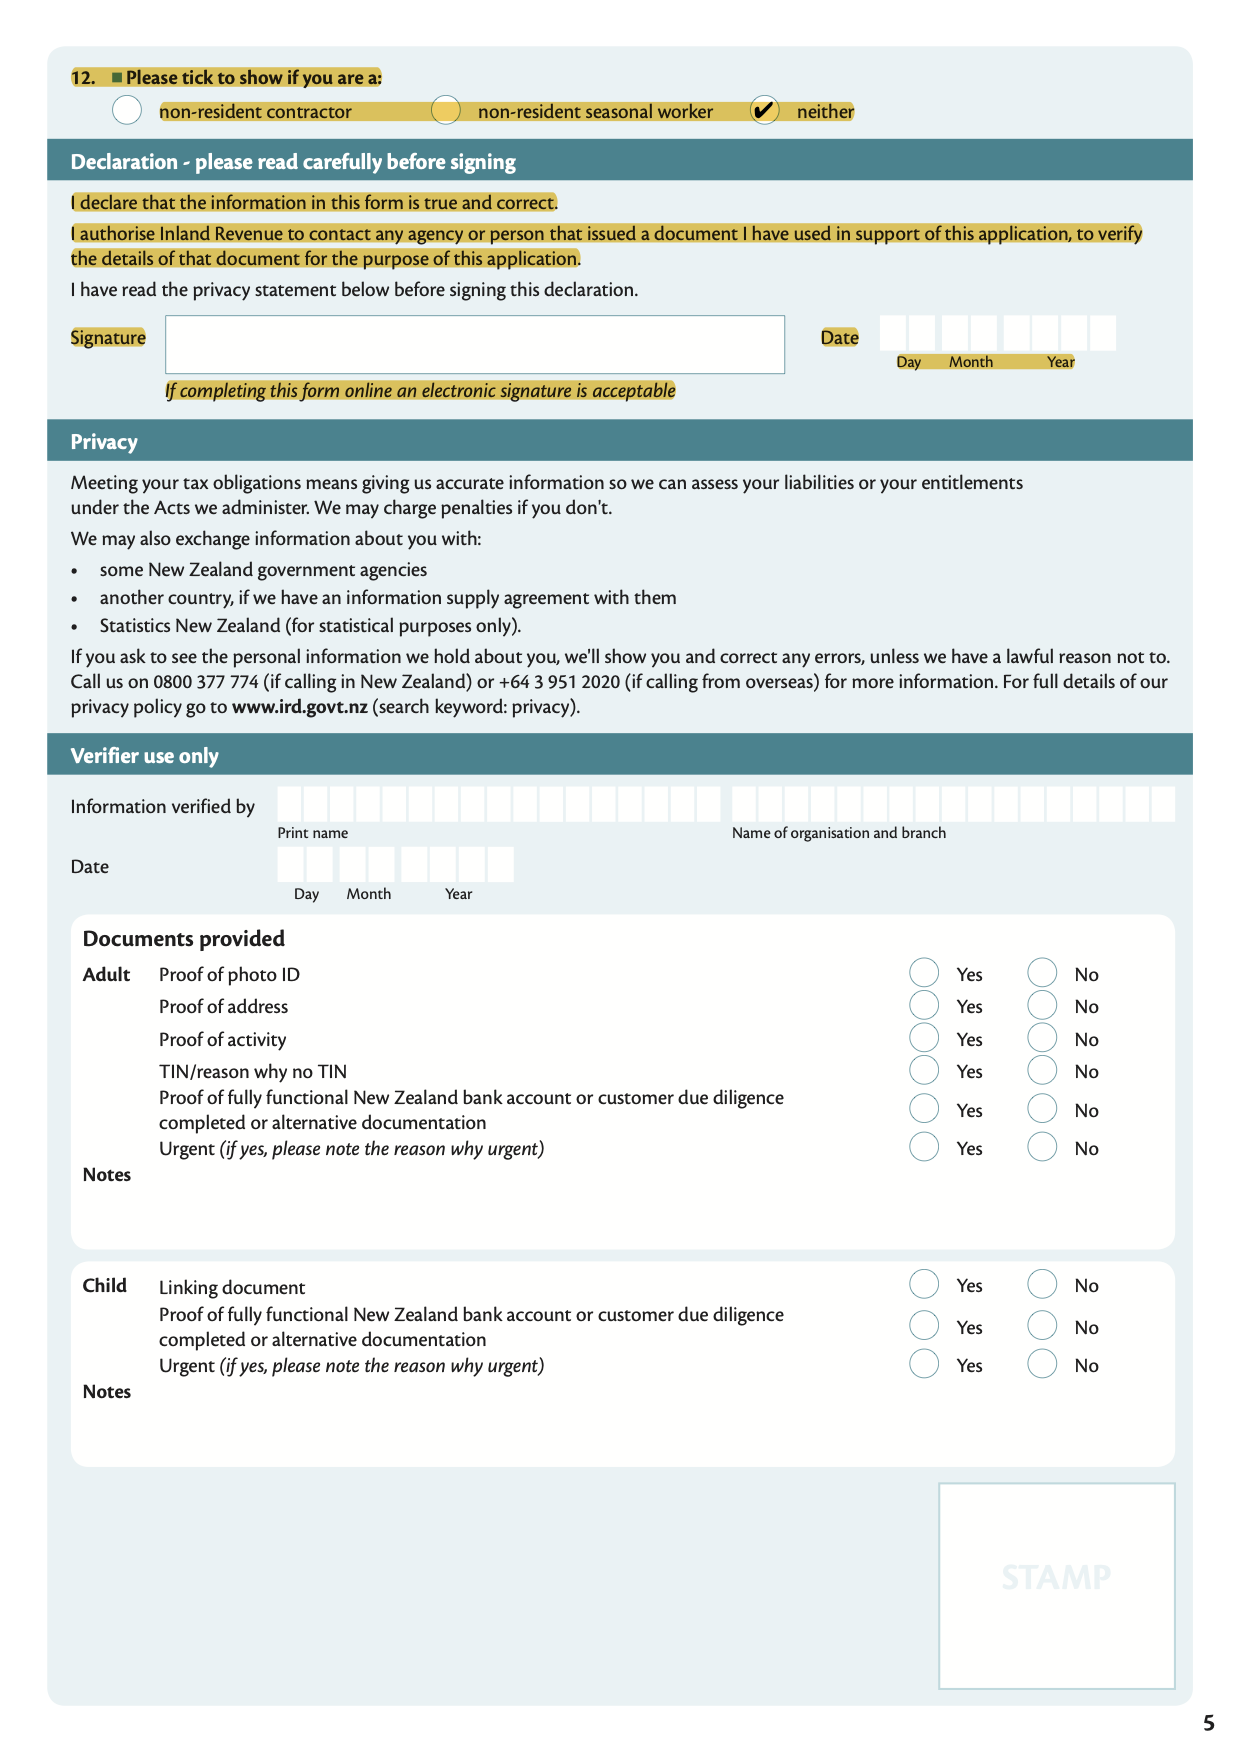 12. Please tick to show if you are a:
non-resident contractor non-resident seasonal worker ✔ neither
Declaration - please read carefully before signing
I declare that the information in this form is true and correct.
I authorise Inland Revenue to contact any agency or person that issued a document I have used in support of this application, to verify
the details of that document for the purpose of this application.
I have read the privacy statement below before signing this declaration.
Signature Date
Day Month Year
If completing this form online an electronic signature is acceptable
Privacy
Meeting your tax obligations means giving us accurate information so we can assess your liabilities or your entitlements
under the Acts we administer. We may charge penalties if you don't.
We may also exchange information about you with:
• some New Zealand government agencies
• another country, if we have an information supply agreement with them
• Statistics New Zealand (for statistical purposes only).
If you ask to see the personal information we hold about you, we'll show you and correct any errors, unless we have a lawful reason not to.
Call us on 0800 377 774 (if calling in New Zealand) or +64 3 951 2020 (if calling from overseas) for more information. For full details of our
privacy policy go to www.ird.govt.nz (search keyword: privacy).
Verifier use only
Information verified by
Print name Name of organisation and branch
Date
Day Month Year
Documents provided
Adult Proof of photo ID Yes No
Proof of address Yes No
Proof of activity Yes No
TIN/reason why no TIN Yes No
Proof of fully functional New Zealand bank account or customer due diligence
completed or alternative documentation Yes No
Urgent (if yes, please note the reason why urgent) Yes No
Notes
Child Linking document Yes No
Proof of fully functional New Zealand bank account or customer due diligence
completed or alternative documentation Yes No
Urgent (if yes, please note the reason why urgent) Yes No
Notes
STAMP
5